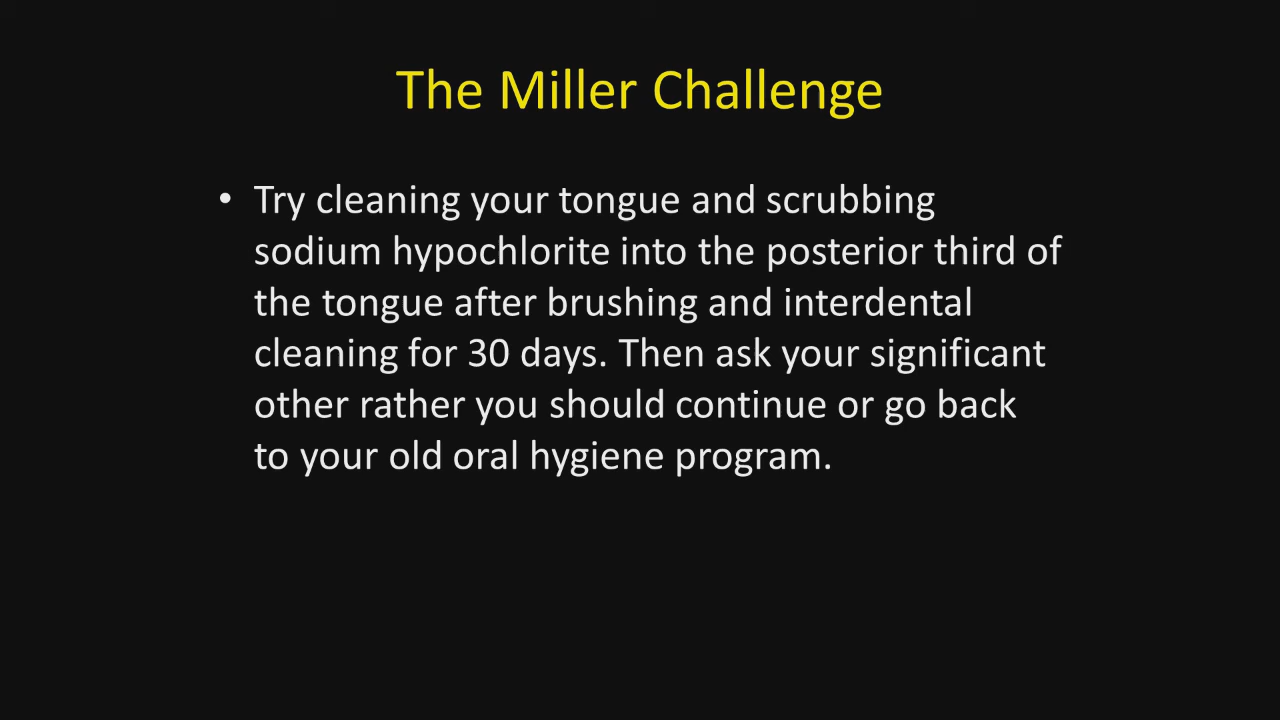 The Miller Challenge
• Try cleaning your tongue and scrubbing
sodium hypochlorite into the posterior third of
the tongue after brushing and interdental
cleaning for 30 days. Then ask your significant
other rather you should continue or go back
to your old oral hygiene program.